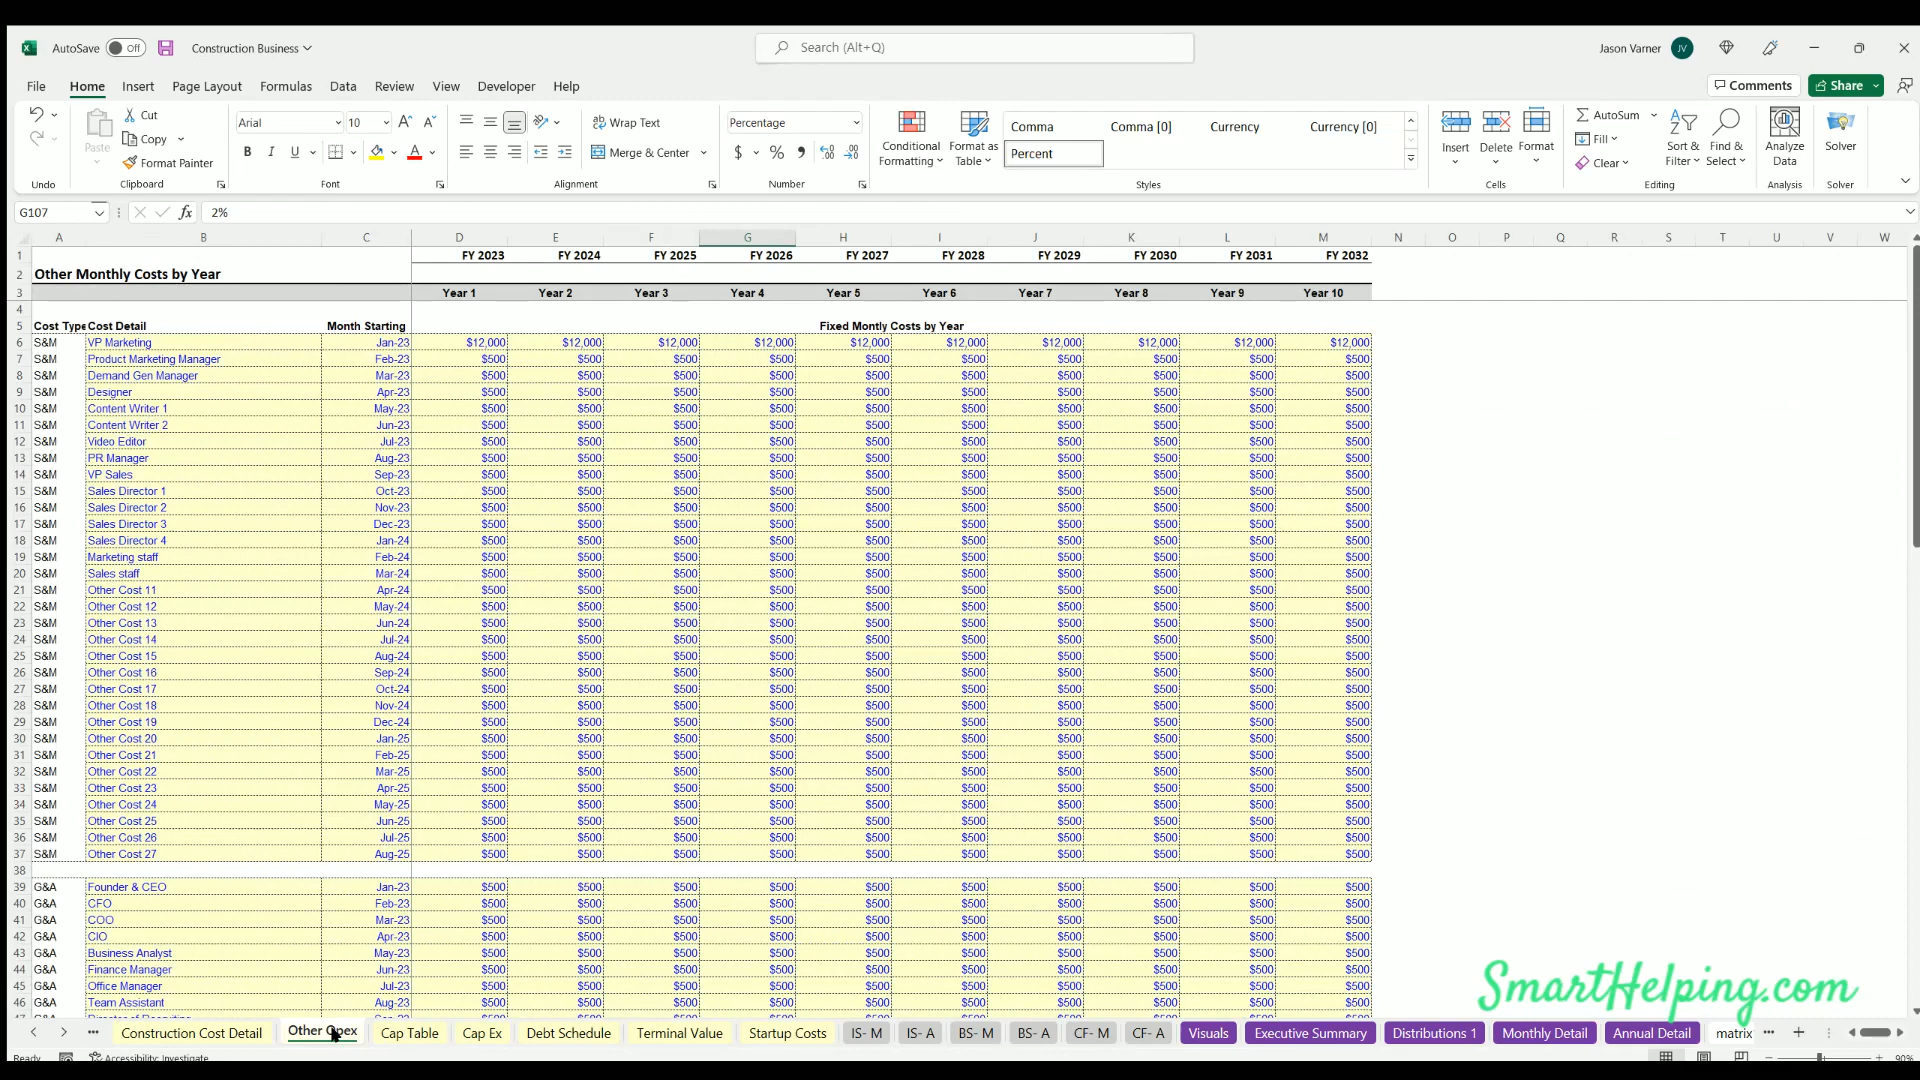 AutoSave Off Construction Business Search (Alt+Q) Jason Varner JV
File Home Insert Page Layout Formulas Data Review View Developer Help Comments Share
Cut
Copy
Format Painter
Paste
Arial 10
B I U
Wrap Text
Merge & Center
Percentage
$ % ,
Conditional Formatting
Format as Table
Comma Comma [0] Currency Currency [0]
Percent
Insert Delete Format
AutoSum
Fill
Clear
Sort & Filter
Find & Select
Analyze Data
Solver
Undo Clipboard Font Alignment Number Styles Cells Editing Analysis Solver
G107 fx 2%
A B C D E F G H I J K L M N O P Q R S T U V W
1 FY 2023 FY 2024 FY 2025 FY 2026 FY 2027 FY 2028 FY 2029 FY 2030 FY 2031 FY 2032
2 Other Monthly Costs by Year
3 Year 1 Year 2 Year 3 Year 4 Year 5 Year 6 Year 7 Year 8 Year 9 Year 10
4
5 Cost Type Cost Detail Month Starting Fixed Montly Costs by Year
6 S&M VP Marketing Jan-23 $12,000 $12,000 $12,000 $12,000 $12,000 $12,000 $12,000 $12,000 $12,000 $12,000
7 S&M Product Marketing Manager Feb-23 $500 $500 $500 $500 $500 $500 $500 $500 $500 $500
8 S&M Demand Gen Manager Mar-23 $500 $500 $500 $500 $500 $500 $500 $500 $500 $500
9 S&M Designer Apr-23 $500 $500 $500 $500 $500 $500 $500 $500 $500 $500
10 S&M Content Writer 1 May-23 $500 $500 $500 $500 $500 $500 $500 $500 $500 $500
11 S&M Content Writer 2 Jun-23 $500 $500 $500 $500 $500 $500 $500 $500 $500 $500
12 S&M Video Editor Jul-23 $500 $500 $500 $500 $500 $500 $500 $500 $500 $500
13 S&M PR Manager Aug-23 $500 $500 $500 $500 $500 $500 $500 $500 $500 $500
14 S&M VP Sales Sep-23 $500 $500 $500 $500 $500 $500 $500 $500 $500 $500
15 S&M Sales Director 1 Oct-23 $500 $500 $500 $500 $500 $500 $500 $500 $500 $500
16 S&M Sales Director 2 Nov-23 $500 $500 $500 $500 $500 $500 $500 $500 $500 $500
17 S&M Sales Director 3 Dec-23 $500 $500 $500 $500 $500 $500 $500 $500 $500 $500
18 S&M Sales Director 4 Jan-24 $500 $500 $500 $500 $500 $500 $500 $500 $500 $500
19 S&M Marketing staff Feb-24 $500 $500 $500 $500 $500 $500 $500 $500 $500 $500
20 S&M Sales staff Mar-24 $500 $500 $500 $500 $500 $500 $500 $500 $500 $500
21 S&M Other Cost 11 Apr-24 $500 $500 $500 $500 $500 $500 $500 $500 $500 $500
22 S&M Other Cost 12 May-24 $500 $500 $500 $500 $500 $500 $500 $500 $500 $500
23 S&M Other Cost 13 Jun-24 $500 $500 $500 $500 $500 $500 $500 $500 $500 $500
24 S&M Other Cost 14 Jul-24 $500 $500 $500 $500 $500 $500 $500 $500 $500 $500
25 S&M Other Cost 15 Aug-24 $500 $500 $500 $500 $500 $500 $500 $500 $500 $500
26 S&M Other Cost 16 Sep-24 $500 $500 $500 $500 $500 $500 $500 $500 $500 $500
27 S&M Other Cost 17 Oct-24 $500 $500 $500 $500 $500 $500 $500 $500 $500 $500
28 S&M Other Cost 18 Nov-24 $500 $500 $500 $500 $500 $500 $500 $500 $500 $500
29 S&M Other Cost 19 Dec-24 $500 $500 $500 $500 $500 $500 $500 $500 $500 $500
30 S&M Other Cost 20 Jan-25 $500 $500 $500 $500 $500 $500 $500 $500 $500 $500
31 S&M Other Cost 21 Feb-25 $500 $500 $500 $500 $500 $500 $500 $500 $500 $500
32 S&M Other Cost 22 Mar-25 $500 $500 $500 $500 $500 $500 $500 $500 $500 $500
33 S&M Other Cost 23 Apr-25 $500 $500 $500 $500 $500 $500 $500 $500 $500 $500
34 S&M Other Cost 24 May-25 $500 $500 $500 $500 $500 $500 $500 $500 $500 $500
35 S&M Other Cost 25 Jun-25 $500 $500 $500 $500 $500 $500 $500 $500 $500 $500
36 S&M Other Cost 26 Jul-25 $500 $500 $500 $500 $500 $500 $500 $500 $500 $500
37 S&M Other Cost 27 Aug-25 $500 $500 $500 $500 $500 $500 $500 $500 $500 $500
38
39 G&A Founder & CEO Jan-23 $500 $500 $500 $500 $500 $500 $500 $500 $500 $500
40 G&A CFO Feb-23 $500 $500 $500 $500 $500 $500 $500 $500 $500 $500
41 G&A COO Mar-23 $500 $500 $500 $500 $500 $500 $500 $500 $500 $500
42 G&A CIO Apr-23 $500 $500 $500 $500 $500 $500 $500 $500 $500 $500
43 G&A Business Analyst May-23 $500 $500 $500 $500 $500 $500 $500 $500 $500 $500
44 G&A Finance Manager Jun-23 $500 $500 $500 $500 $500 $500 $500 $500 $500 $500
45 G&A Office Manager Jul-23 $500 $500 $500 $500 $500 $500 $500 $500 $500 $500
46 G&A Team Assistant Aug-23 $500 $500 $500 $500 $500 $500 $500 $500 $500 $500
SmartHelping.com
Construction Cost Detail Other Opex Cap Table Cap Ex Debt Schedule Terminal Value Startup Costs IS- M IS- A BS- M BS- A CF- M CF- A Visuals Executive Summary Distributions 1 Monthly Detail Annual Detail matrix
Ready Accessibility: Investigate 90%